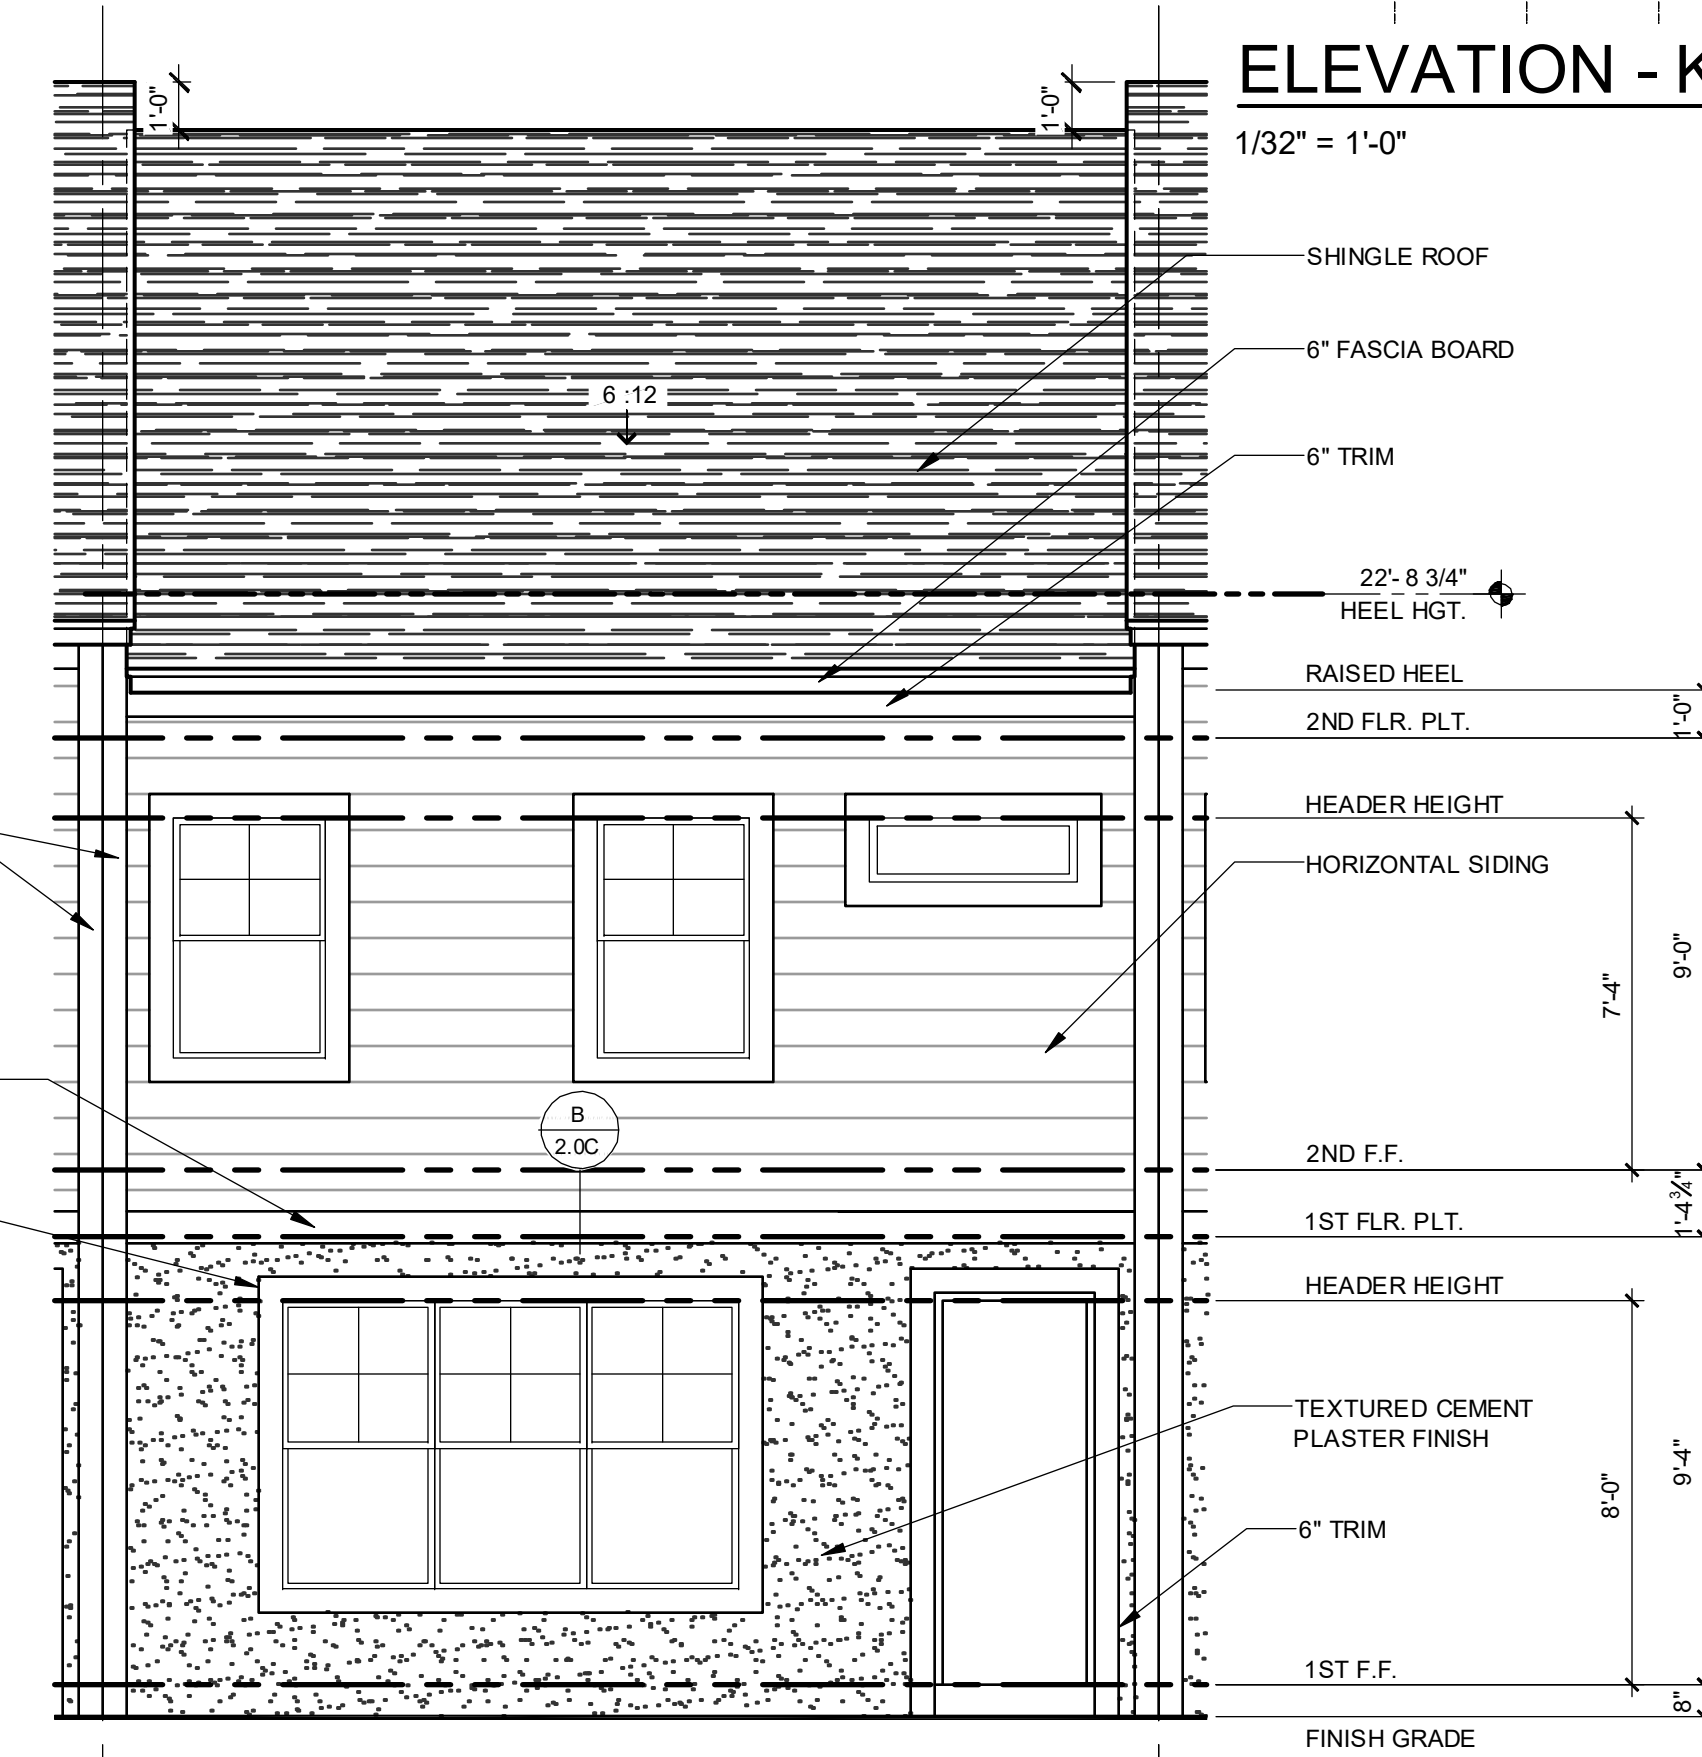 ELEVATION - K
1/32" = 1'-0"
1'-0"
1'-0"
SHINGLE ROOF
6" FASCIA BOARD
6 :12
6" TRIM
22'- 8 3/4"
HEEL HGT.
RAISED HEEL
1'-0"
2ND FLR. PLT.
HEADER HEIGHT
HORIZONTAL SIDING
9'-0"
7'-4"
B
2.0C
2ND F.F.
1'-4 3/4"
1ST FLR. PLT.
HEADER HEIGHT
TEXTURED CEMENT
PLASTER FINISH
9'-4"
8'-0"
6" TRIM
1ST F.F.
8"
FINISH GRADE